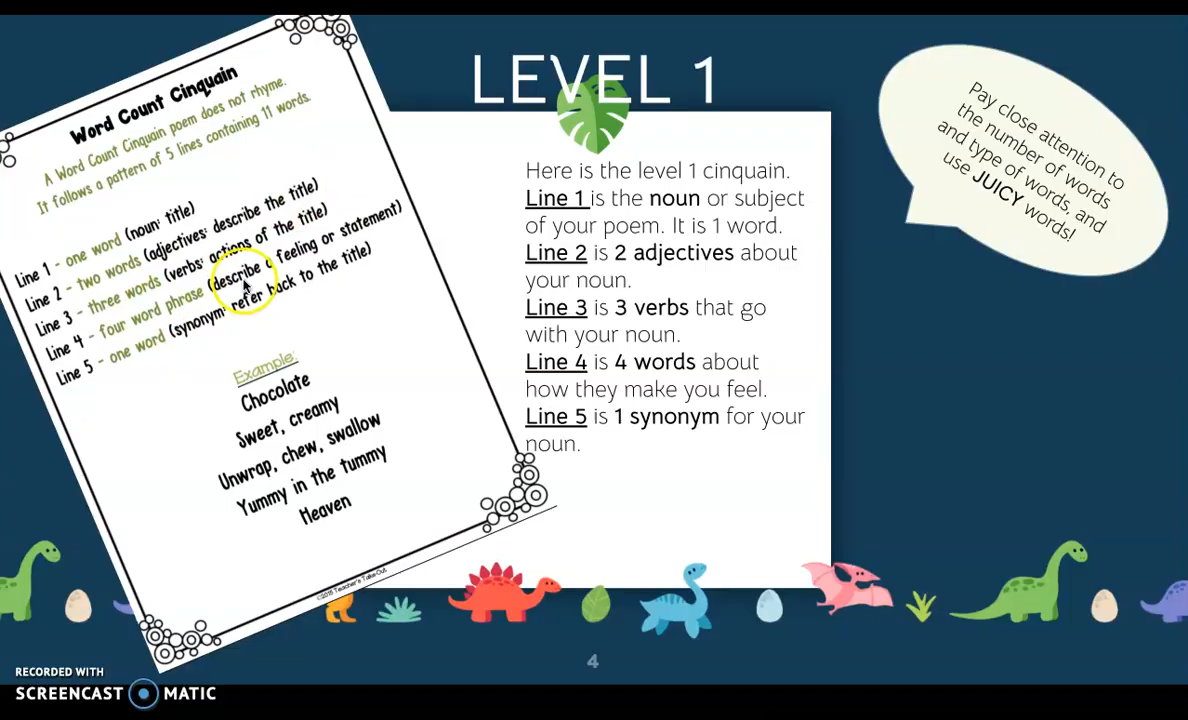 LEVEL 1
Word Count Cinquain
A Word Count Cinquain poem does not rhyme.
It follows a pattern of 5 lines containing 11 words.
Line 1 - one word (noun: title)
Line 2 - two words (adjectives: describe the title)
Line 3 - three words (verbs: actions of the title)
Line 4 - four word phrase (describe a feeling or statement)
Line 5 - one word (synonym: refer back to the title)
Example:
Chocolate
Sweet, creamy
Unwrap, chew, swallow
Yummy in the tummy
Heaven
©2015 Teacher's Take-Out
Here is the level 1 cinquain.
Line 1 is the noun or subject
of your poem. It is 1 word.
Line 2 is 2 adjectives about
your noun.
Line 3 is 3 verbs that go
with your noun.
Line 4 is 4 words about
how they make you feel.
Line 5 is 1 synonym for your
noun.
Pay close attention to
the number of words
and type of words, and
use JUICY words!
4
RECORDED WITH
SCREENCAST MATIC